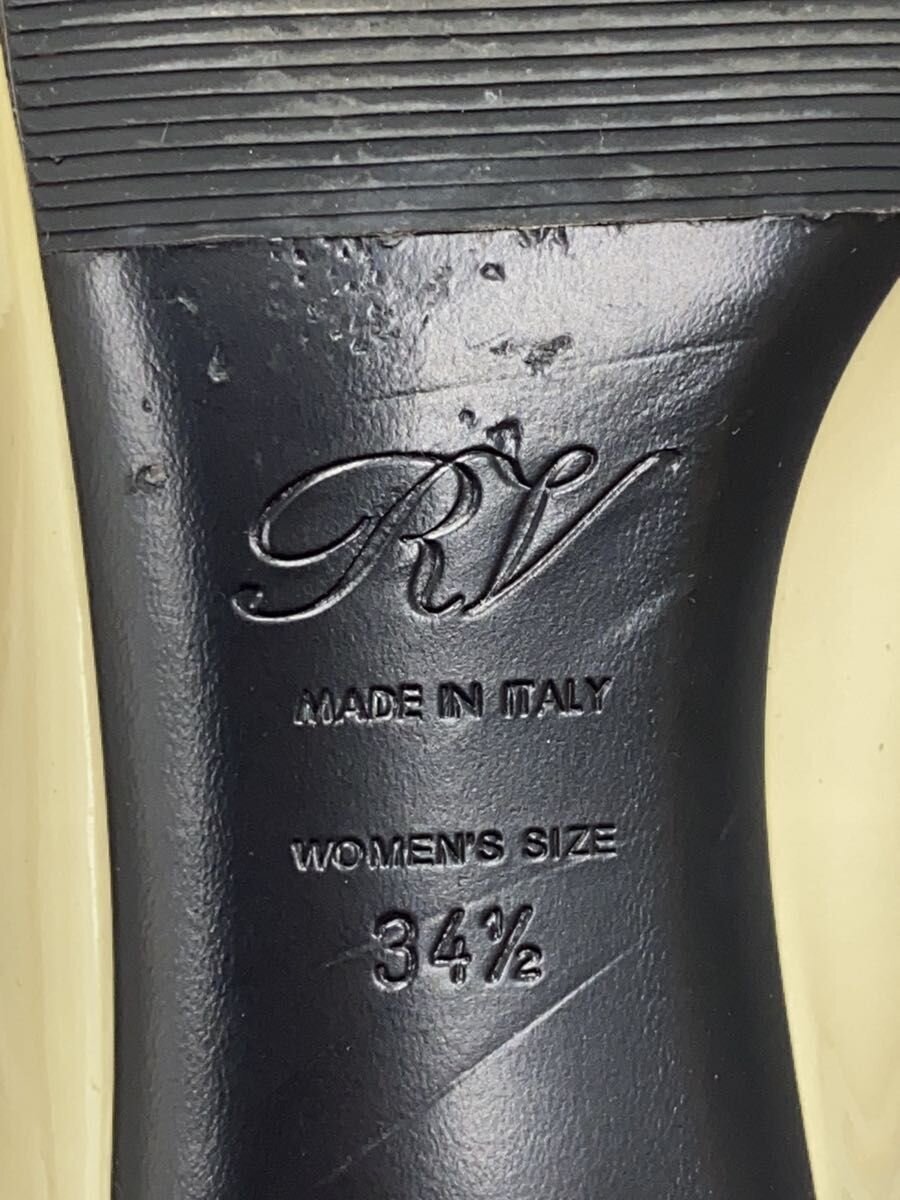 RV
MADE IN ITALY
WOMEN'S SIZE
34½